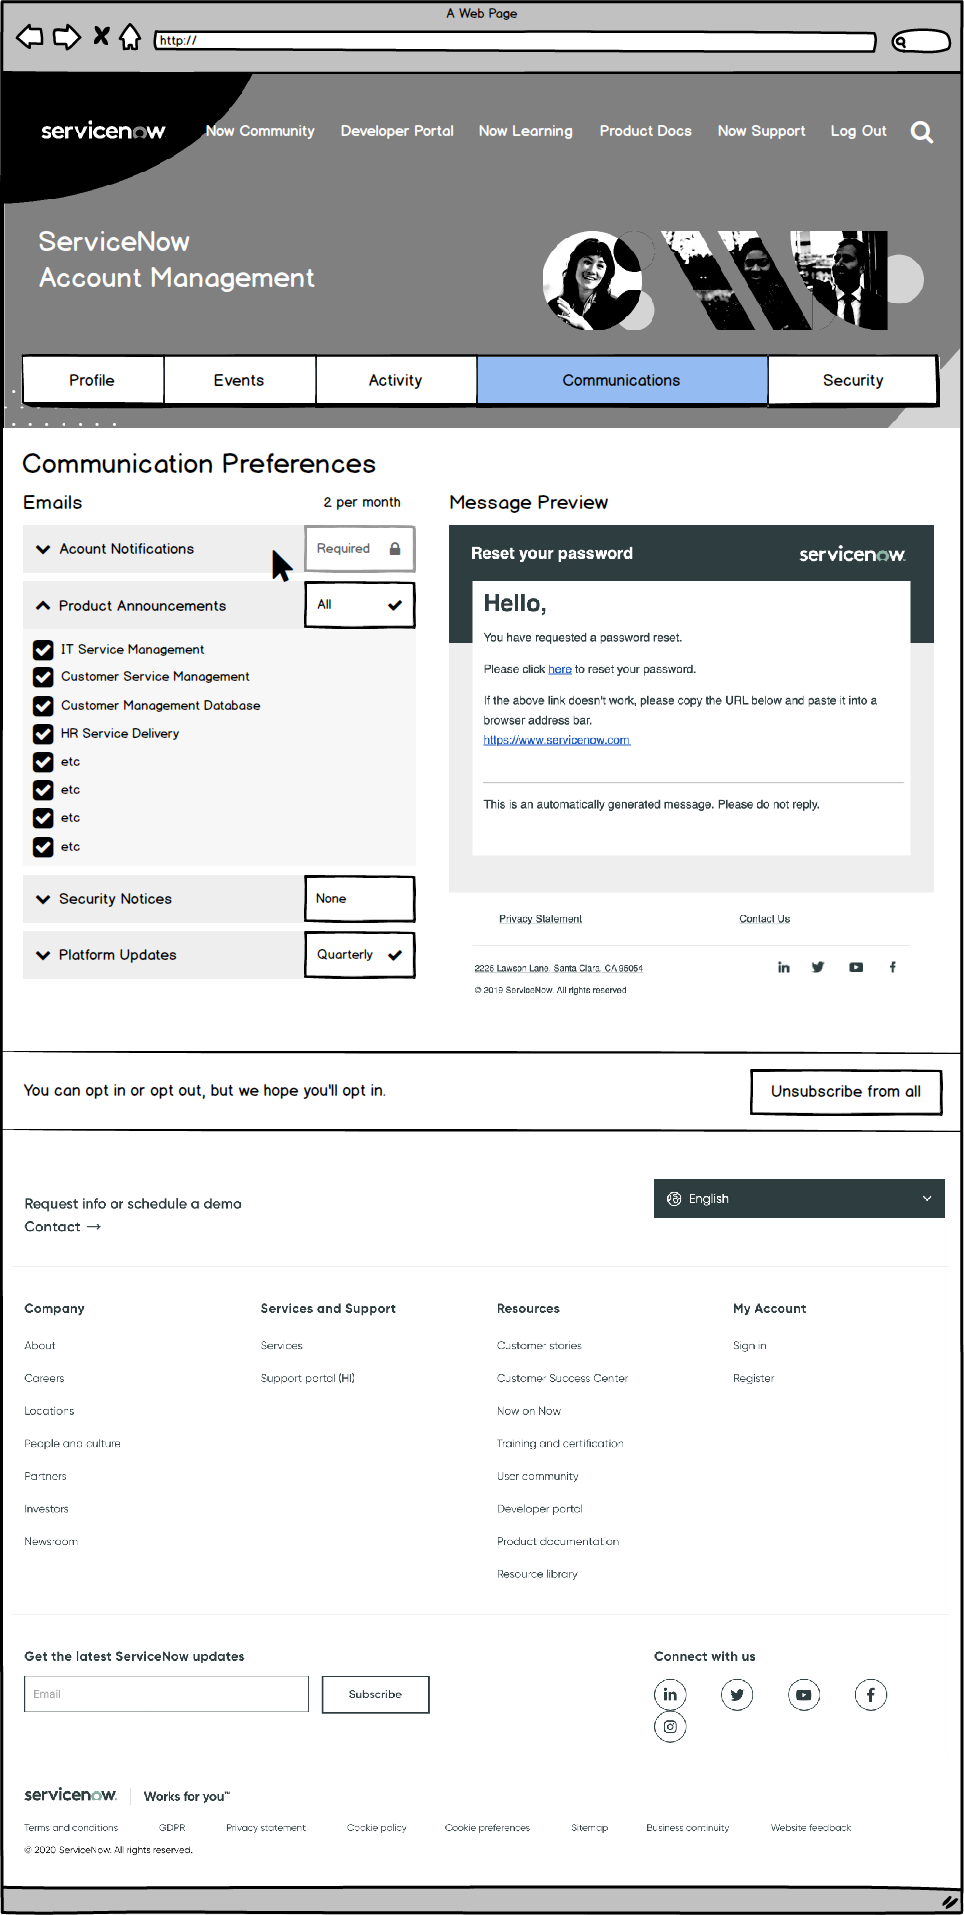 A Web Page
http://
servicenow
Now Community
Developer Portal
Now Learning
Product Docs
Now Support
Log Out
ServiceNow
Account Management
Profile
Events
Activity
Communications
Security
Communication Preferences
Emails
2 per month
Acount Notifications
Required
Product Announcements
All
IT Service Management
Customer Service Management
Customer Management Database
HR Service Delivery
etc
etc
etc
etc
Security Notices
None
Platform Updates
Quarterly
Message Preview
Reset your password
servicenow.
Hello,
You have requested a password reset.
Please click here to reset your password.
If the above link doesn't work, please copy the URL below and paste it into a
browser address bar.
https://www.servicenow.com
This is an automatically generated message. Please do not reply.
Privacy Statement
Contact Us
2225 Lawson Lane, Santa Clara, CA 95054
© 2019 ServiceNow. All rights reserved
You can opt in or opt out, but we hope you'll opt in.
Unsubscribe from all
Request info or schedule a demo
Contact →
English
Company
About
Careers
Locations
People and culture
Partners
Investors
Newsroom
Services and Support
Services
Support portal (HI)
Resources
Customer stories
Customer Success Center
Now on Now
Training and certification
User community
Developer portal
Product documentation
Resource library
My Account
Sign in
Register
Get the latest ServiceNow updates
Email
Subscribe
Connect with us
servicenow.
Works for you™
Terms and conditions
GDPR
Privacy statement
Cookie policy
Cookie preferences
Sitemap
Business continuity
Website feedback
© 2020 ServiceNow. All rights reserved.